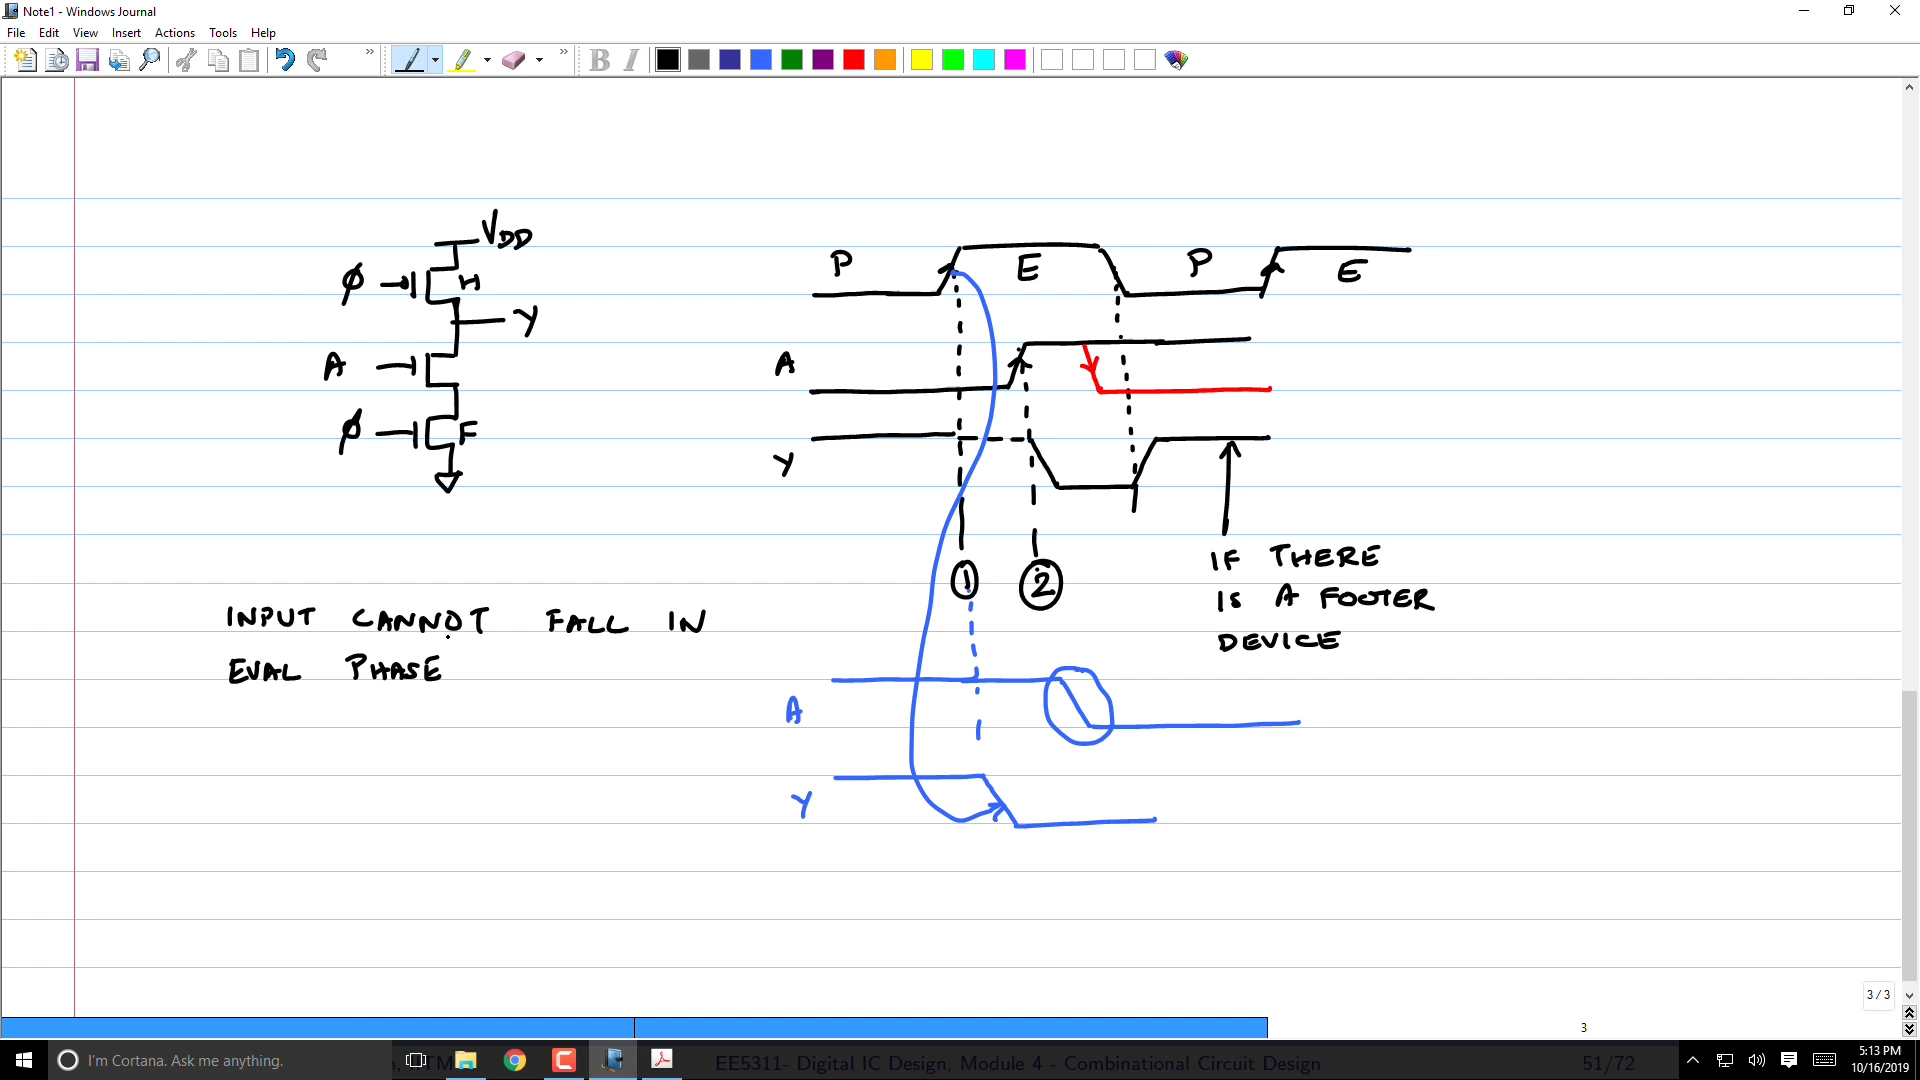 Note1 - Windows Journal
File Edit View Insert Actions Tools Help
B I
VDD
φ H
Y
A
φ F
P E P E
A
Y
1 2
IF THERE
IS A FOOTER
DEVICE
INPUT CANNOT FALL IN
EVAL PHASE
A
Y
3 / 3
3
I'm Cortana. Ask me anything.
EE5311- Digital IC Design, Module 4 - Combinational Circuit Design
51/72
5:13 PM
10/16/2019